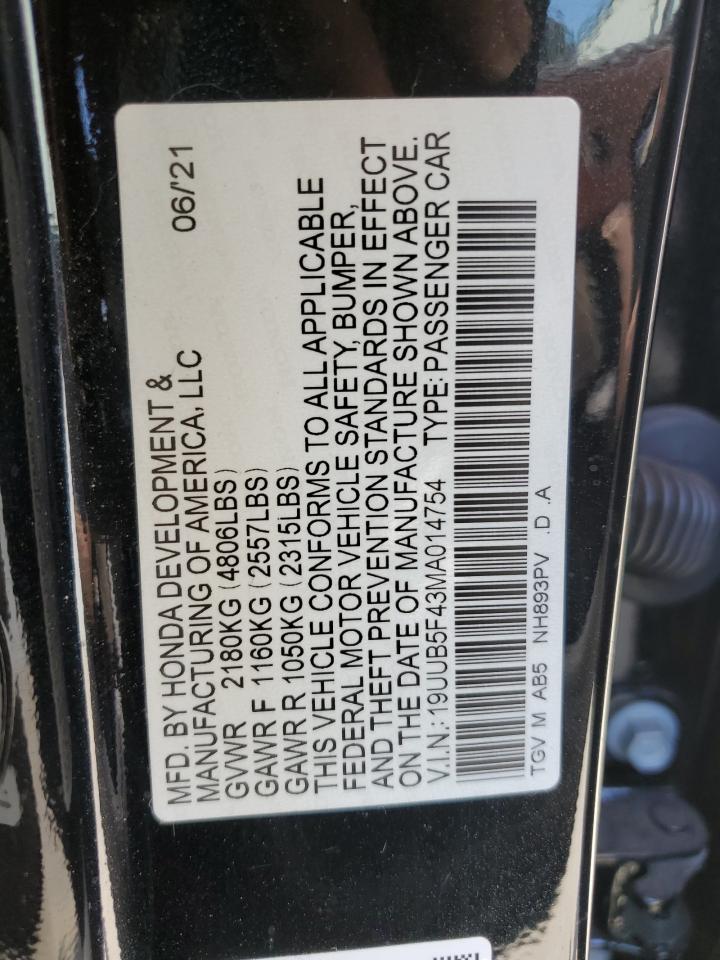 MFD. BY HONDA DEVELOPMENT & 06/'21
MANUFACTURING OF AMERICA, LLC
GVWR 2180KG (4806LBS)
GAWR F 1160KG (2557LBS)
GAWR R 1050KG (2315LBS)
THIS VEHICLE CONFORMS TO ALL APPLICABLE
FEDERAL MOTOR VEHICLE SAFETY, BUMPER,
AND THEFT PREVENTION STANDARDS IN EFFECT
ON THE DATE OF MANUFACTURE SHOWN ABOVE.
V.I.N.: 19UUB5F43MA014754 TYPE: PASSENGER CAR
TGV M AB5 NH893PV .D .A